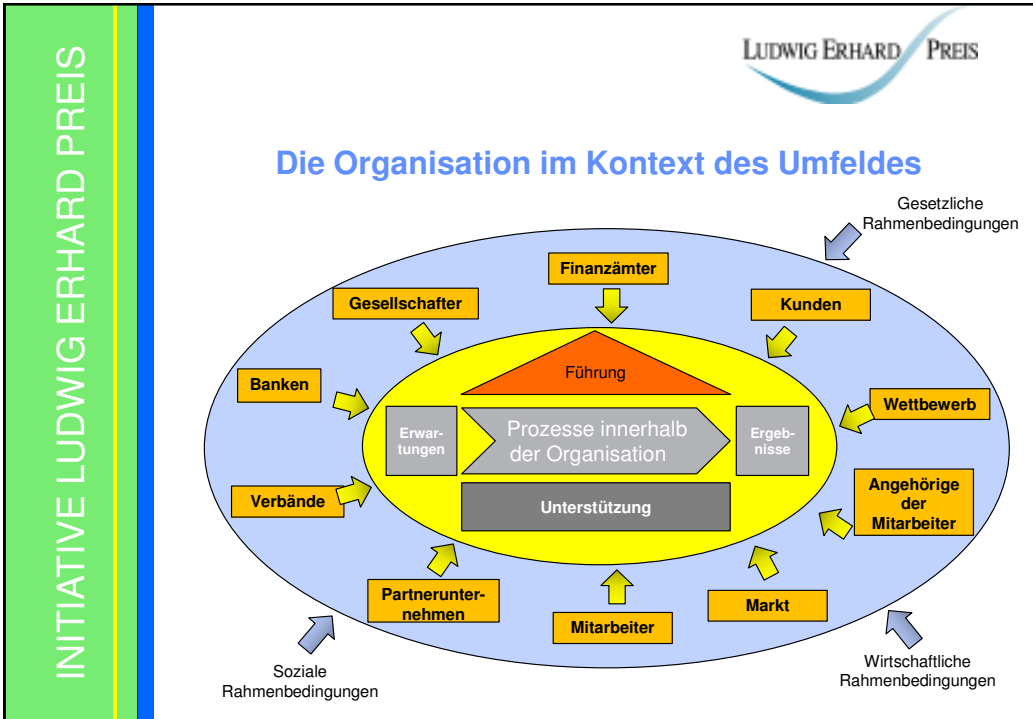 INITIATIVE LUDWIG ERHARD PREIS
LUDWIG ERHARD PREIS
Die Organisation im Kontext des Umfeldes
Gesetzliche
Rahmenbedingungen
Finanzämter
Gesellschafter
Kunden
Banken
Führung
Wettbewerb
Erwar-
tungen
Prozesse innerhalb
der Organisation
Ergeb-
nisse
Verbände
Unterstützung
Angehörige
der
Mitarbeiter
Partnerunter-
nehmen
Mitarbeiter
Markt
Soziale
Rahmenbedingungen
Wirtschaftliche
Rahmenbedingungen